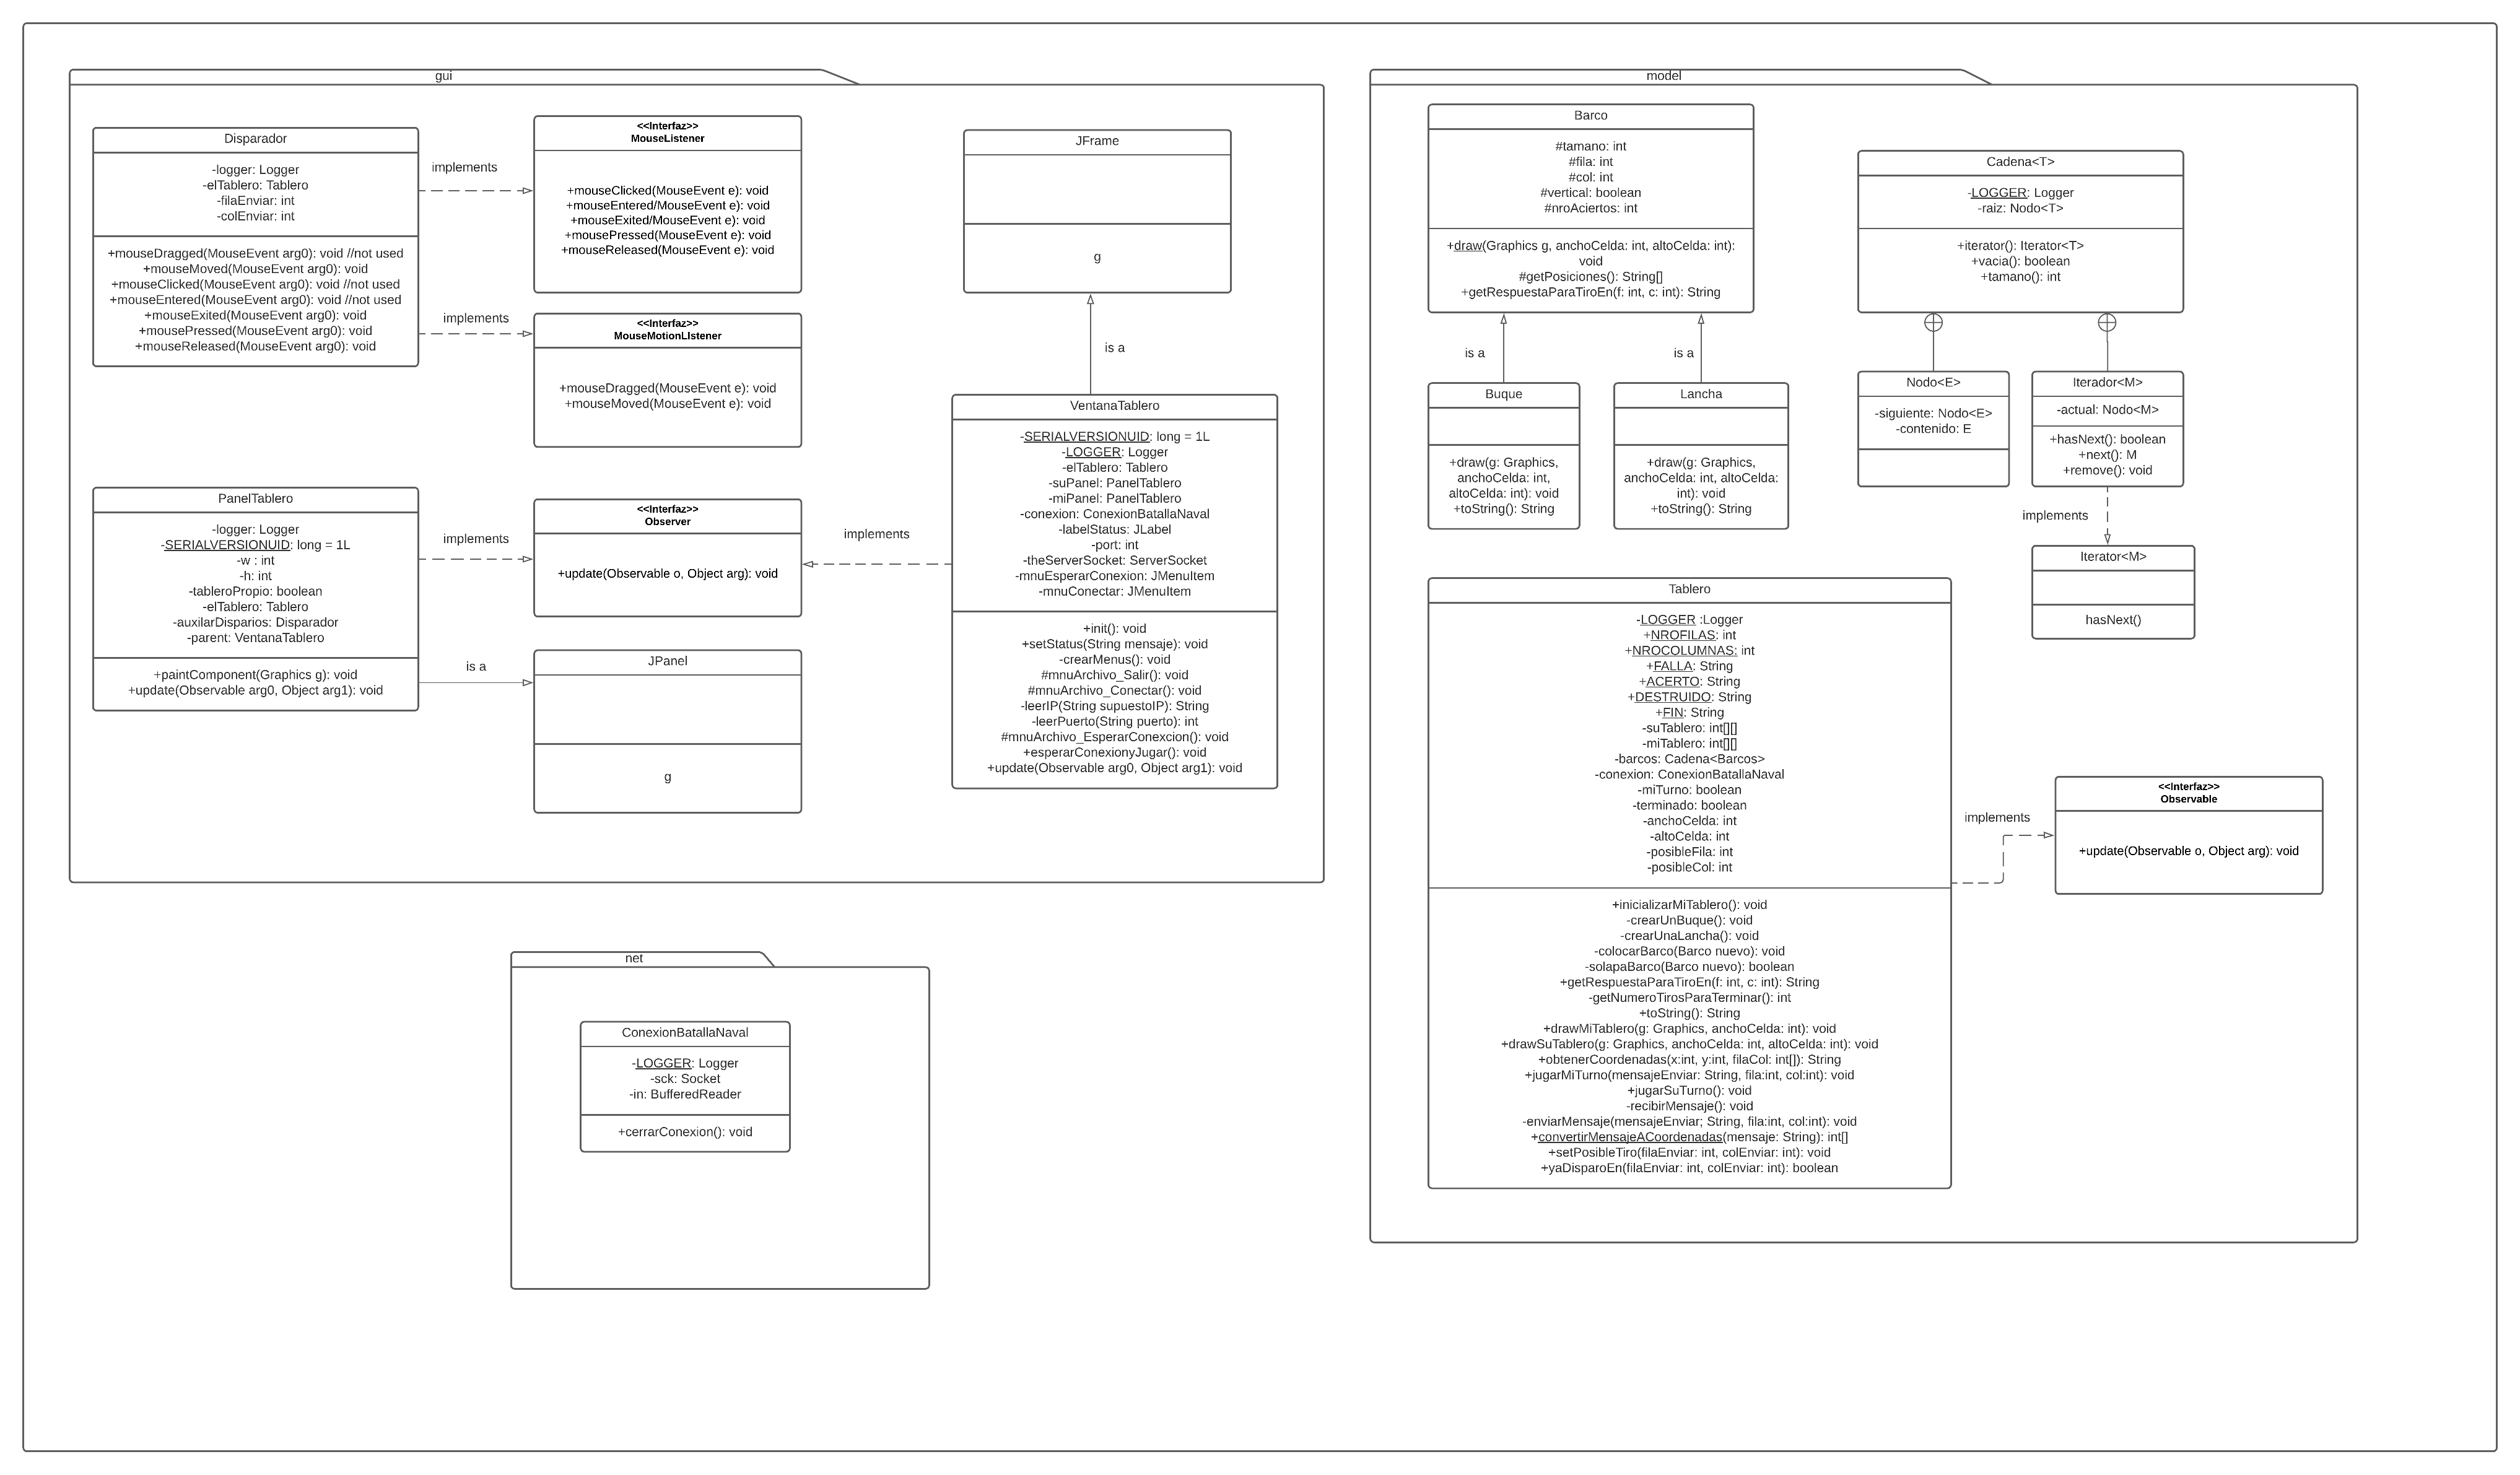 gui
Disparador
-logger: Logger
-elTablero: Tablero
-filaEnviar: int
-colEnviar: int
+mouseDragged(MouseEvent arg0): void //not used
+mouseMoved(MouseEvent arg0): void
+mouseClicked(MouseEvent arg0): void //not used
+mouseEntered(MouseEvent arg0): void //not used
+mouseExited(MouseEvent arg0): void
+mousePressed(MouseEvent arg0): void
+mouseReleased(MouseEvent arg0): void
implements
<<Interfaz>>
MouseListener
+mouseClicked(MouseEvent e): void
+mouseEntered/MouseEvent e): void
+mouseExited/MouseEvent e): void
+mousePressed(MouseEvent e): void
+mouseReleased(MouseEvent e): void
implements
<<Interfaz>>
MouseMotionLIstener
+mouseDragged(MouseEvent e): void
+mouseMoved(MouseEvent e): void
JFrame
g
is a
VentanaTablero
-SERIALVERSIONUID: long = 1L
-LOGGER: Logger
-elTablero: Tablero
-suPanel: PanelTablero
-miPanel: PanelTablero
-conexion: ConexionBatallaNaval
-labelStatus: JLabel
-port: int
-theServerSocket: ServerSocket
-mnuEsperarConexion: JMenuItem
-mnuConectar: JMenuItem
+init(): void
+setStatus(String mensaje): void
-crearMenus(): void
#mnuArchivo_Salir(): void
#mnuArchivo_Conectar(): void
-leerIP(String supuestoIP): String
-leerPuerto(String puerto): int
#mnuArchivo_EsperarConexcion(): void
+esperarConexionyJugar(): void
+update(Observable arg0, Object arg1): void
PanelTablero
-logger: Logger
-SERIALVERSIONUID: long = 1L
-w : int
-h: int
-tableroPropio: boolean
-elTablero: Tablero
-auxilarDisparios: Disparador
-parent: VentanaTablero
+paintComponent(Graphics g): void
+update(Observable arg0, Object arg1): void
implements
<<Interfaz>>
Observer
+update(Observable o, Object arg): void
implements
is a
JPanel
g
net
ConexionBatallaNaval
-LOGGER: Logger
-sck: Socket
-in: BufferedReader
+cerrarConexion(): void
model
Barco
#tamano: int
#fila: int
#col: int
#vertical: boolean
#nroAciertos: int
+draw(Graphics g, anchoCelda: int, altoCelda: int):
void
#getPosiciones(): String[]
+getRespuestaParaTiroEn(f: int, c: int): String
is a
is a
Buque
+draw(g: Graphics,
anchoCelda: int,
altoCelda: int): void
+toString(): String
Lancha
+draw(g: Graphics,
anchoCelda: int, altoCelda:
int): void
+toString(): String
Cadena<T>
-LOGGER: Logger
-raiz: Nodo<T>
+iterator(): Iterator<T>
+vacia(): boolean
+tamano(): int
Nodo<E>
-siguiente: Nodo<E>
-contenido: E
Iterador<M>
-actual: Nodo<M>
+hasNext(): boolean
+next(): M
+remove(): void
implements
Iterator<M>
hasNext()
Tablero
-LOGGER :Logger
+NROFILAS: int
+NROCOLUMNAS: int
+FALLA: String
+ACERTO: String
+DESTRUIDO: String
+FIN: String
-suTablero: int[][]
-miTablero: int[][]
-barcos: Cadena<Barcos>
-conexion: ConexionBatallaNaval
-miTurno: boolean
-terminado: boolean
-anchoCelda: int
-altoCelda: int
-posibleFila: int
-posibleCol: int
+inicializarMiTablero(): void
-crearUnBuque(): void
-crearUnaLancha(): void
-colocarBarco(Barco nuevo): void
-solapaBarco(Barco nuevo): boolean
+getRespuestaParaTiroEn(f: int, c: int): String
-getNumeroTirosParaTerminar(): int
+toString(): String
+drawMiTablero(g: Graphics, anchoCelda: int): void
+drawSuTablero(g: Graphics, anchoCelda: int, altoCelda: int): void
+obtenerCoordenadas(x:int, y:int, filaCol: int[]): String
+jugarMiTurno(mensajeEnviar: String, fila:int, col:int): void
+jugarSuTurno(): void
-recibirMensaje(): void
-enviarMensaje(mensajeEnviar; String, fila:int, col:int): void
+convertirMensajeACoordenadas(mensaje: String): int[]
+setPosibleTiro(filaEnviar: int, colEnviar: int): void
+yaDisparoEn(filaEnviar: int, colEnviar: int): boolean
implements
<<Interfaz>>
Observable
+update(Observable o, Object arg): void